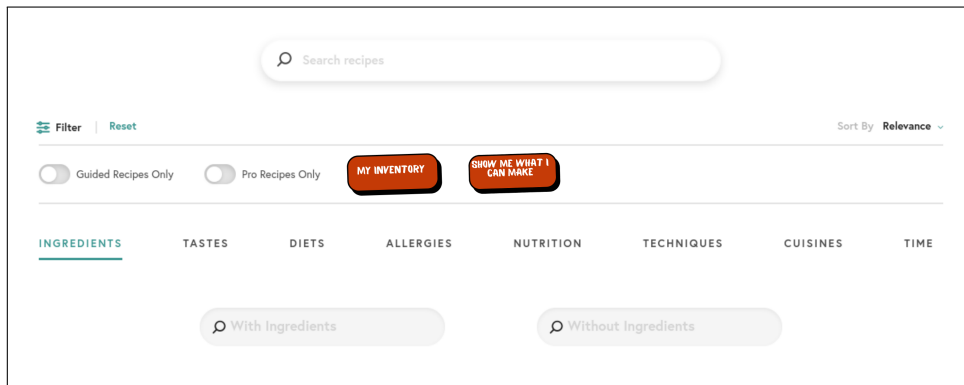 Search recipes
Filter | Reset
Sort By Relevance
Guided Recipes Only
Pro Recipes Only
MY INVENTORY
SHOW ME WHAT I
CAN MAKE
INGREDIENTS TASTES DIETS ALLERGIES NUTRITION TECHNIQUES CUISINES TIME
With Ingredients
Without Ingredients